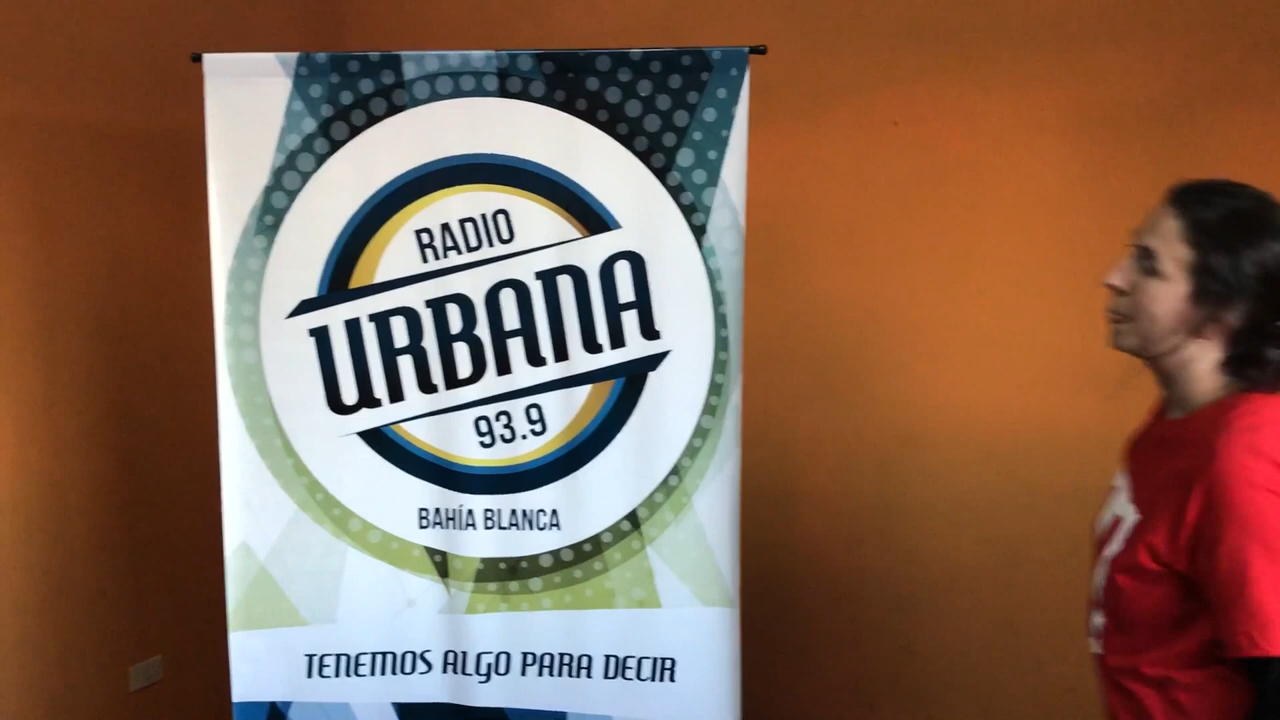 RADIO
URBANA
93.9
BAHÍA BLANCA
TENEMOS ALGO PARA DECIR